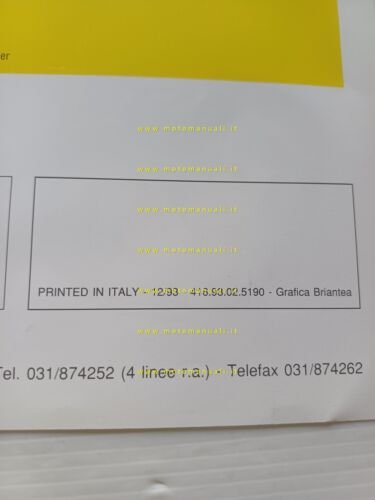 er
www.motomanuali.it
www.motomanuali.it
www.motomanuali.it
www.motomanuali.it
PRINTED IN ITALY - 12/93 - 416.93.02.5190 - Grafica Briantea
www.motomanuali.it
Tel. 031/874252 (4 linee r.a.) - Telefax 031/874262
www.motomanuali.it